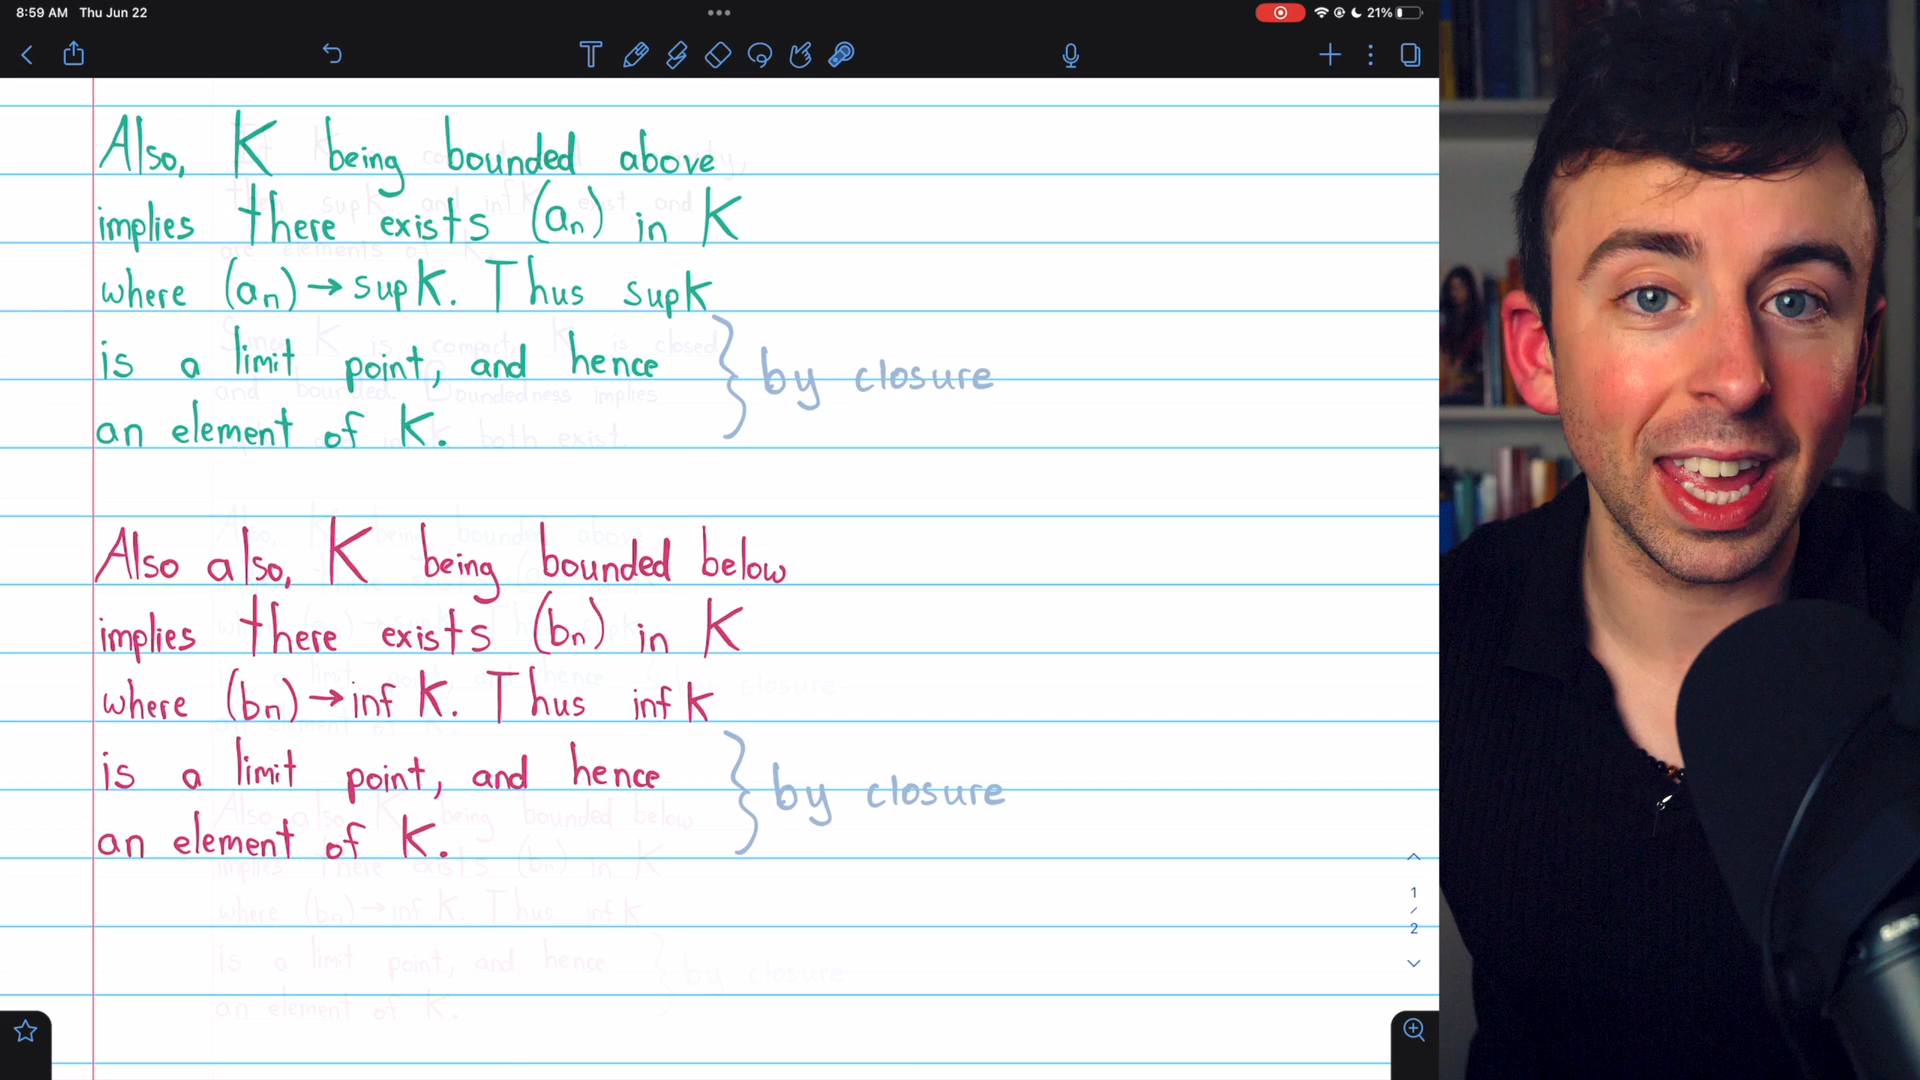 8:59 AM Thu Jun 22
21%
Also, K being bounded above
implies there exists (an) in K
where (an) → sup K. Thus sup K
is a limit point, and hence
an element of K.
} by closure
Also also, K being bounded below
implies there exists (bn) in K
where (bn) → inf K. Thus inf K
is a limit point, and hence
an element of K.
} by closure
1
/
2